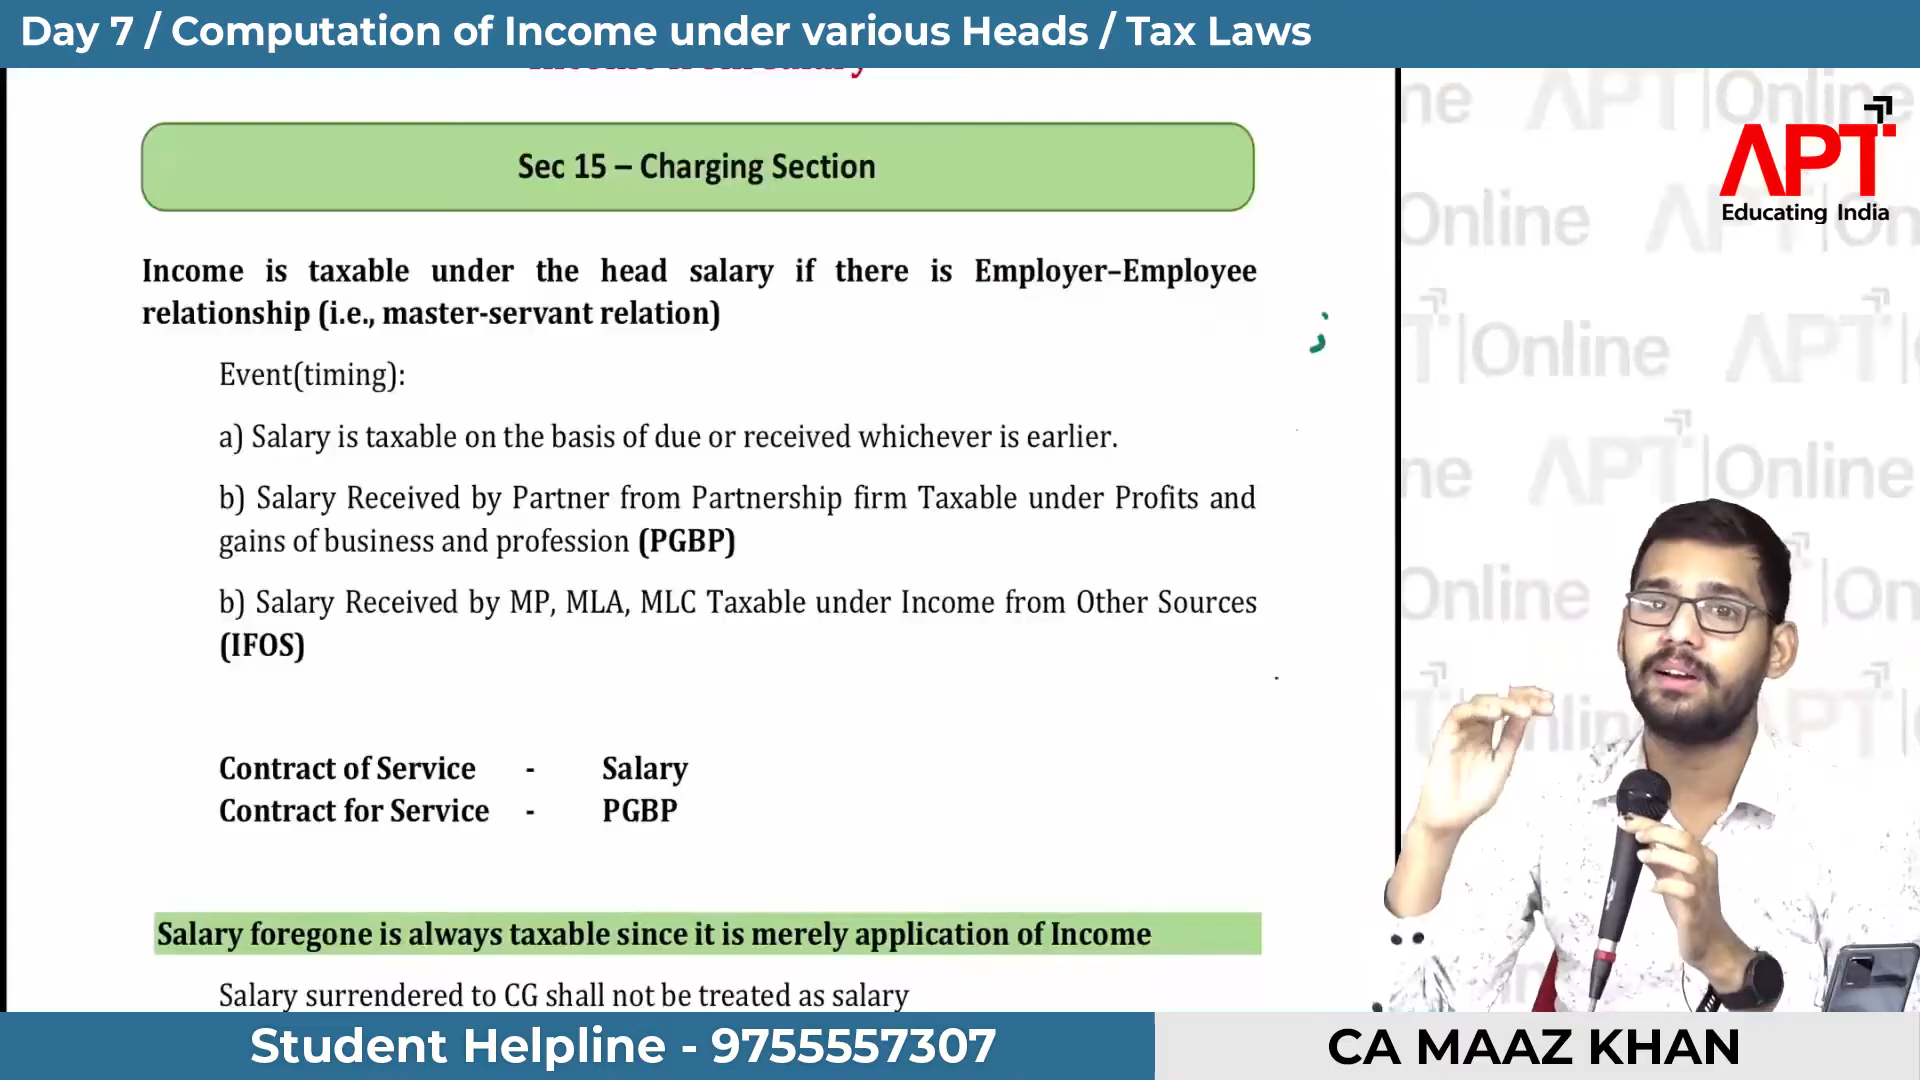 Day 7 / Computation of Income under various Heads / Tax Laws
Income from Salary
Sec 15 – Charging Section
Income is taxable under the head salary if there is Employer–Employee
relationship (i.e., master-servant relation)
Event(timing):
a) Salary is taxable on the basis of due or received whichever is earlier.
b) Salary Received by Partner from Partnership firm Taxable under Profits and
gains of business and profession (PGBP)
b) Salary Received by MP, MLA, MLC Taxable under Income from Other Sources
(IFOS)
Contract of Service - Salary
Contract for Service - PGBP
Salary foregone is always taxable since it is merely application of Income
Salary surrendered to CG shall not be treated as salary
APT
Educating India
APT Online
Student Helpline - 9755557307
CA MAAZ KHAN